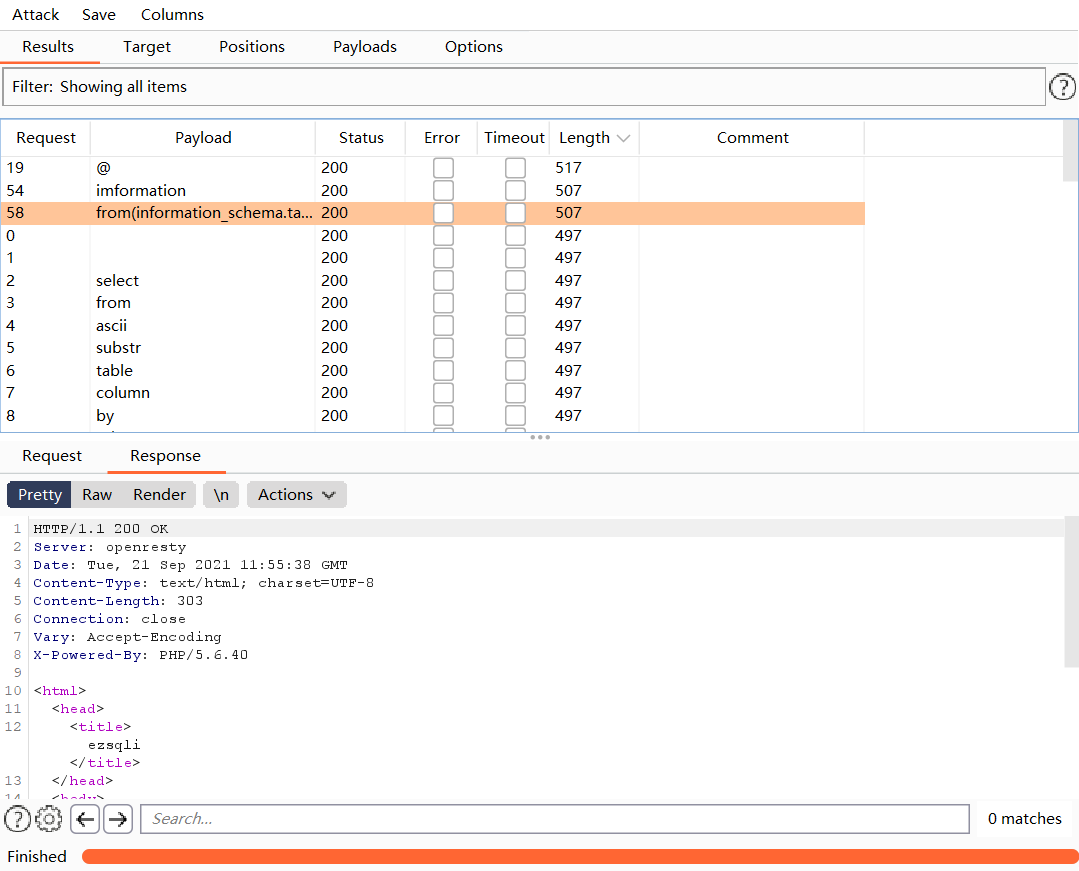 Attack Save Columns
Results Target Positions Payloads Options
Filter: Showing all items
?
Request Payload Status Error Timeout Length Comment
19 @ 200 517
54 imformation 200 507
58 from(information_schema.ta... 200 507
0 200 497
1 200 497
2 select 200 497
3 from 200 497
4 ascii 200 497
5 substr 200 497
6 table 200 497
7 column 200 497
8 by 200 497
Request Response
Pretty Raw Render \n Actions
1 HTTP/1.1 200 OK
2 Server: openresty
3 Date: Tue, 21 Sep 2021 11:55:38 GMT
4 Content-Type: text/html; charset=UTF-8
5 Content-Length: 303
6 Connection: close
7 Vary: Accept-Encoding
8 X-Powered-By: PHP/5.6.40
9
10 <html>
11 <head>
12 <title>
ezsqli
</title>
13 </head>
14 <body>
? Search... 0 matches
Finished